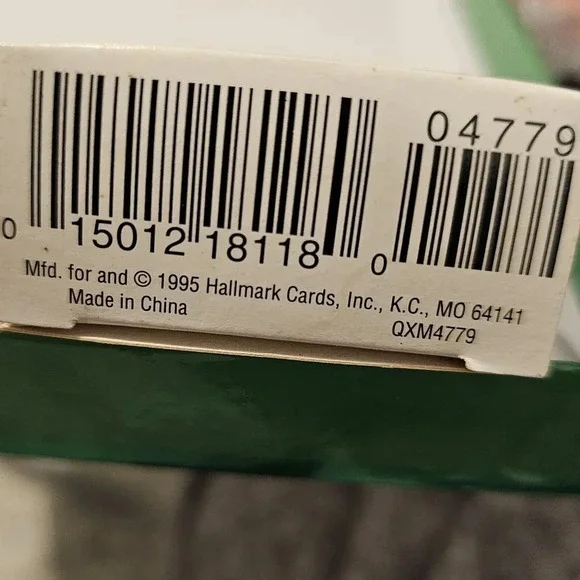 04779
0 15012 18118 0
Mfd. for and © 1995 Hallmark Cards, Inc., K.C., MO 64141
Made in China QXM4779